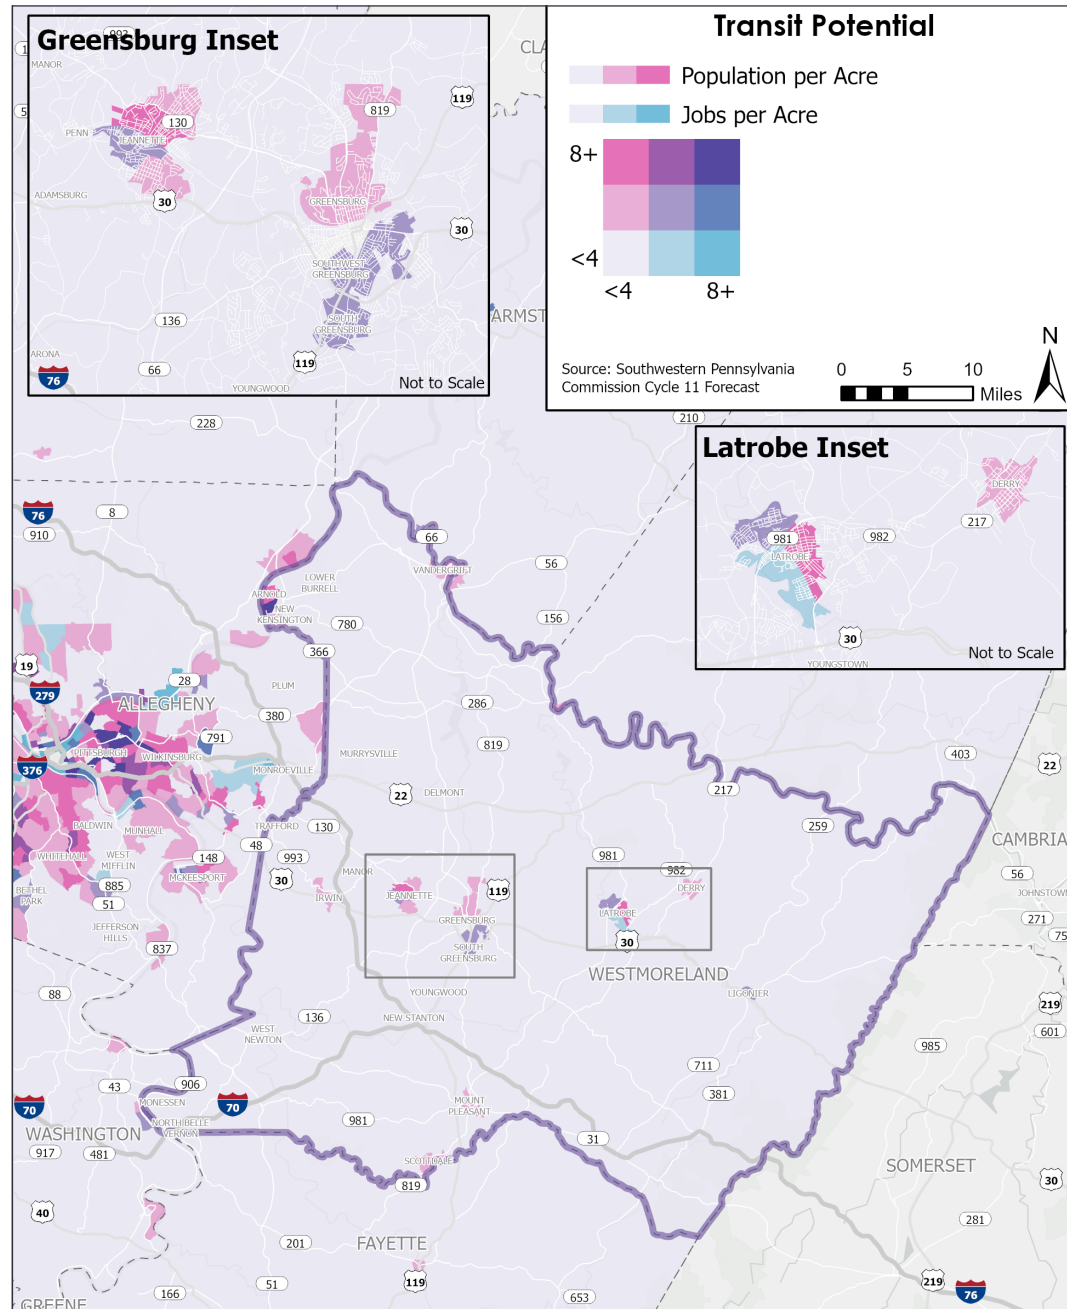 Greensburg Inset
993
MANOR
PENN
JEANNETTE
130
819
119
ADAMSBURG
30
GREENSBURG
30
SOUTHWEST
GREENSBURG
SOUTH
GREENSBURG
136
119
ARONA
66
76
YOUNGWOOD
Not to Scale
Transit Potential
Population per Acre
Jobs per Acre
8+
<4
<4
8+
Source: Southwestern Pennsylvania
Commission Cycle 11 Forecast
0 5 10
Miles
N
ARMST
228
210
Latrobe Inset
DERRY
217
981
982
LATROBE
30
YOUNGSTOWN
Not to Scale
76
8
910
66
VANDERGRIFT
56
LOWER
BURRELL
ARNOLD
NEW
KENSINGTON
156
780
366
19
28
PLUM
279
ALLEGHENY
286
380
791
819
PITTSBURGH
WILKINSBURG
MURRYSVILLE
403
376
MONROEVILLE
22
22
DELMONT
217
BALDWIN
MUNHALL
TRAFFORD
130
259
CAMBRIA
48
WHITEHALL
WEST
MIFFLIN
148
993
981
MANOR
30
982
56
BETHEL
PARK
885
MCKEESPORT
IRWIN
JEANNETTE
119
DERRY
JOHNSTOWN
51
LATROBE
271
GREENSBURG
JEFFERSON
HILLS
30
75
837
SOUTH
GREENSBURG
WESTMORELAND
88
YOUNGWOOD
LIGONIER
219
136
NEW STANTON
WEST
NEWTON
601
985
711
43
906
381
70
MONESSEN
70
MOUNT
PLEASANT
NORTH BELLE
VERNON
981
WASHINGTON
31
917
481
SCOTTDALE
SOMERSET
819
30
40
281
201
FAYETTE
51
119
219
166
76
653
GREENE